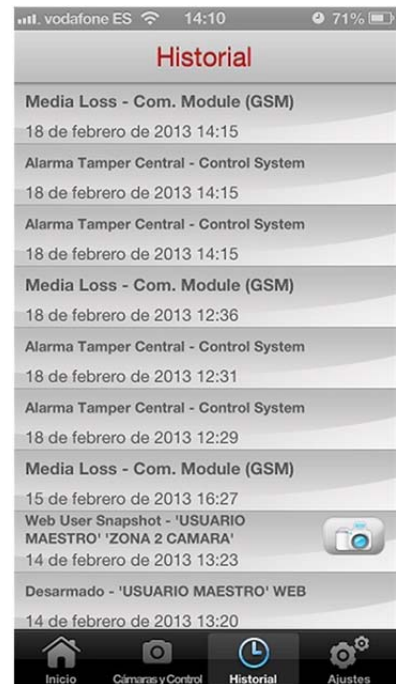 vodafone ES 14:10 71%
Historial
Media Loss - Com. Module (GSM)
18 de febrero de 2013 14:15
Alarma Tamper Central - Control System
18 de febrero de 2013 14:15
Alarma Tamper Central - Control System
18 de febrero de 2013 14:15
Media Loss - Com. Module (GSM)
18 de febrero de 2013 12:36
Alarma Tamper Central - Control System
18 de febrero de 2013 12:31
Alarma Tamper Central - Control System
18 de febrero de 2013 12:29
Media Loss - Com. Module (GSM)
15 de febrero de 2013 16:27
Web User Snapshot - 'USUARIO
MAESTRO' 'ZONA 2 CAMARA'
14 de febrero de 2013 13:23
Desarmado - 'USUARIO MAESTRO' WEB
14 de febrero de 2013 13:20
Inicio Cámaras y Control Historial Ajustes